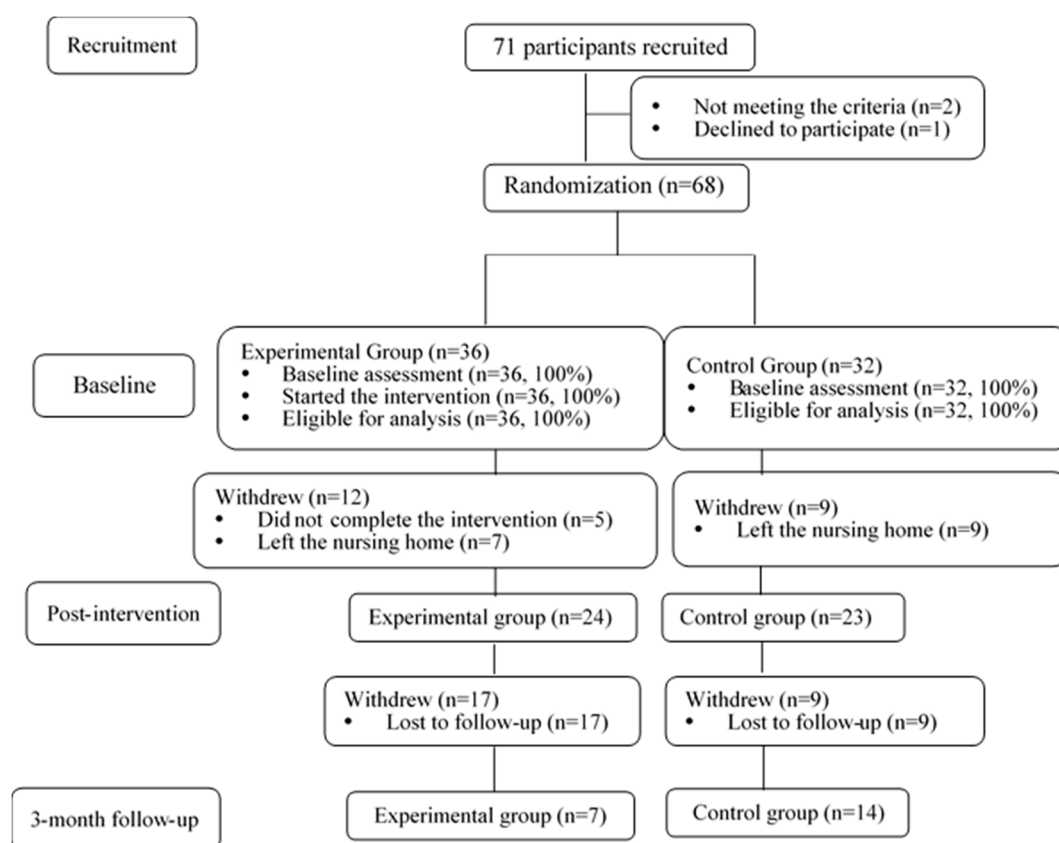 Recruitment
71 participants recruited
• Not meeting the criteria (n=2)
• Declined to participate (n=1)
Randomization (n=68)
Baseline
Experimental Group (n=36)
• Baseline assessment (n=36, 100%)
• Started the intervention (n=36, 100%)
• Eligible for analysis (n=36, 100%)
Control Group (n=32)
• Baseline assessment (n=32, 100%)
• Eligible for analysis (n=32, 100%)
Withdrew (n=12)
• Did not complete the intervention (n=5)
• Left the nursing home (n=7)
Withdrew (n=9)
• Left the nursing home (n=9)
Post-intervention
Experimental group (n=24)
Control group (n=23)
Withdrew (n=17)
• Lost to follow-up (n=17)
Withdrew (n=9)
• Lost to follow-up (n=9)
3-month follow-up
Experimental group (n=7)
Control group (n=14)